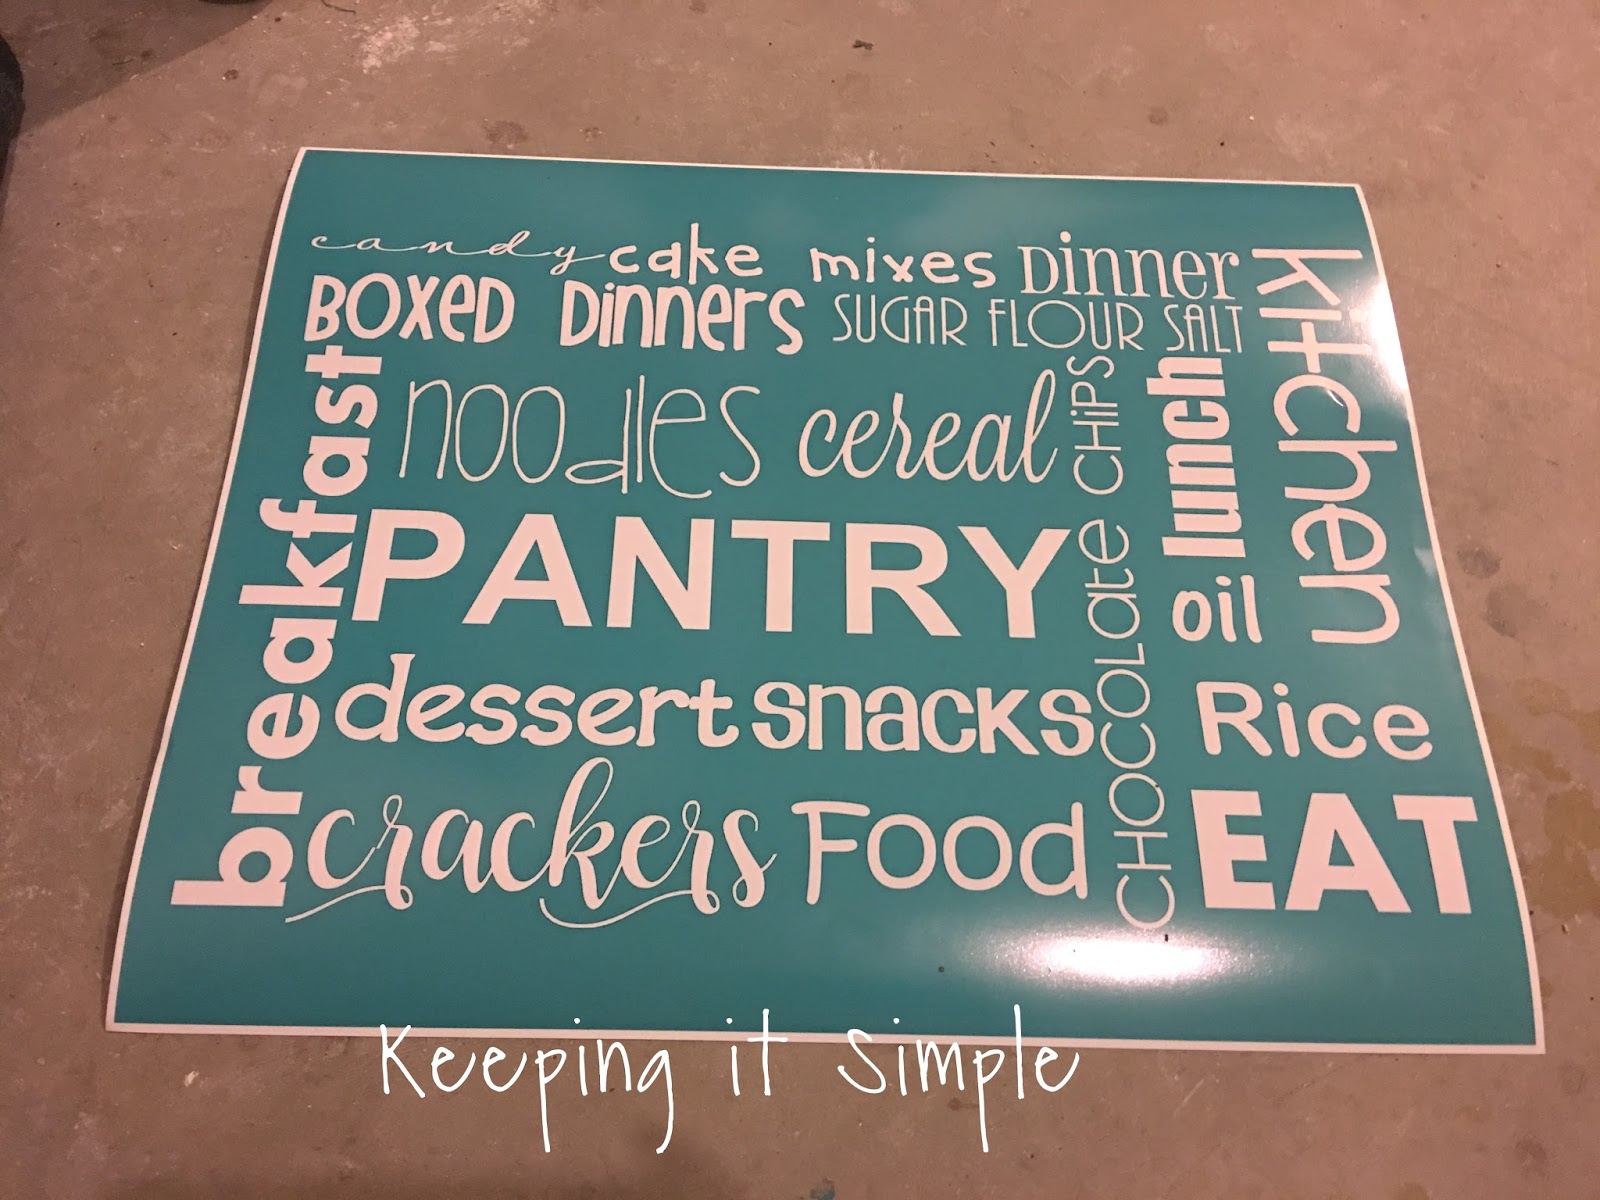 candy cake mixes Dinner
BOXED Dinners SUGAR FLOUR SALT
Kitchen
breakfast
noodles cereal
CHOCOLATE CHIPS
lunch
PANTRY
oil
dessert snacks
Rice
crackers Food
EAT
Keeping it Simple